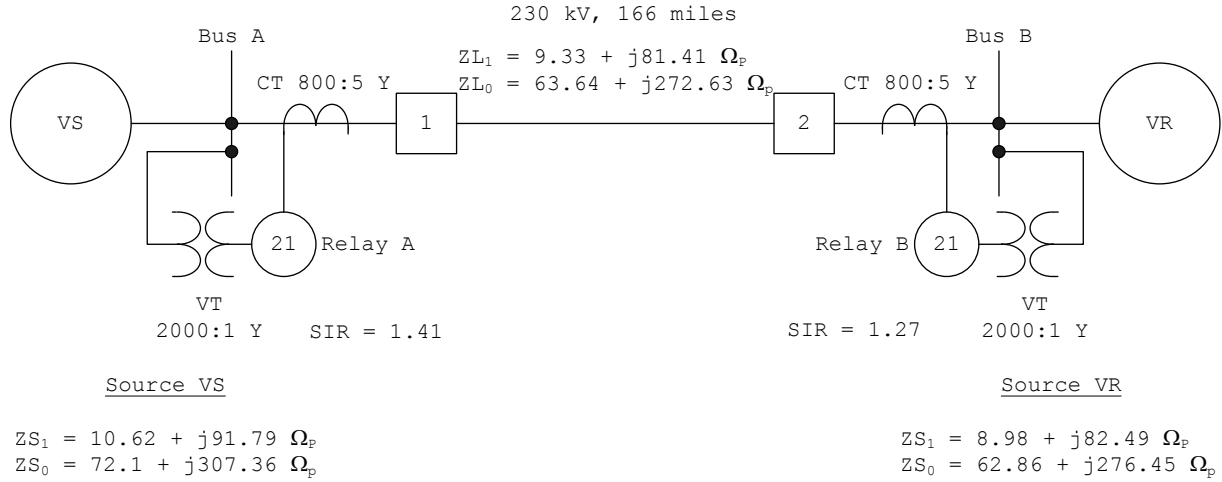 230 kV, 166 miles
Bus A
Bus B
ZL₁ = 9.33 + j81.41 Ωₚ
CT 800:5 Y
ZL₀ = 63.64 + j272.63 Ωₚ
CT 800:5 Y
VS
1
2
VR
21
Relay A
Relay B
21
VT
2000:1 Y
SIR = 1.41
SIR = 1.27
VT
2000:1 Y
Source VS
Source VR
ZS₁ = 10.62 + j91.79 Ωₚ
ZS₀ = 72.1 + j307.36 Ωₚ
ZS₁ = 8.98 + j82.49 Ωₚ
ZS₀ = 62.86 + j276.45 Ωₚ